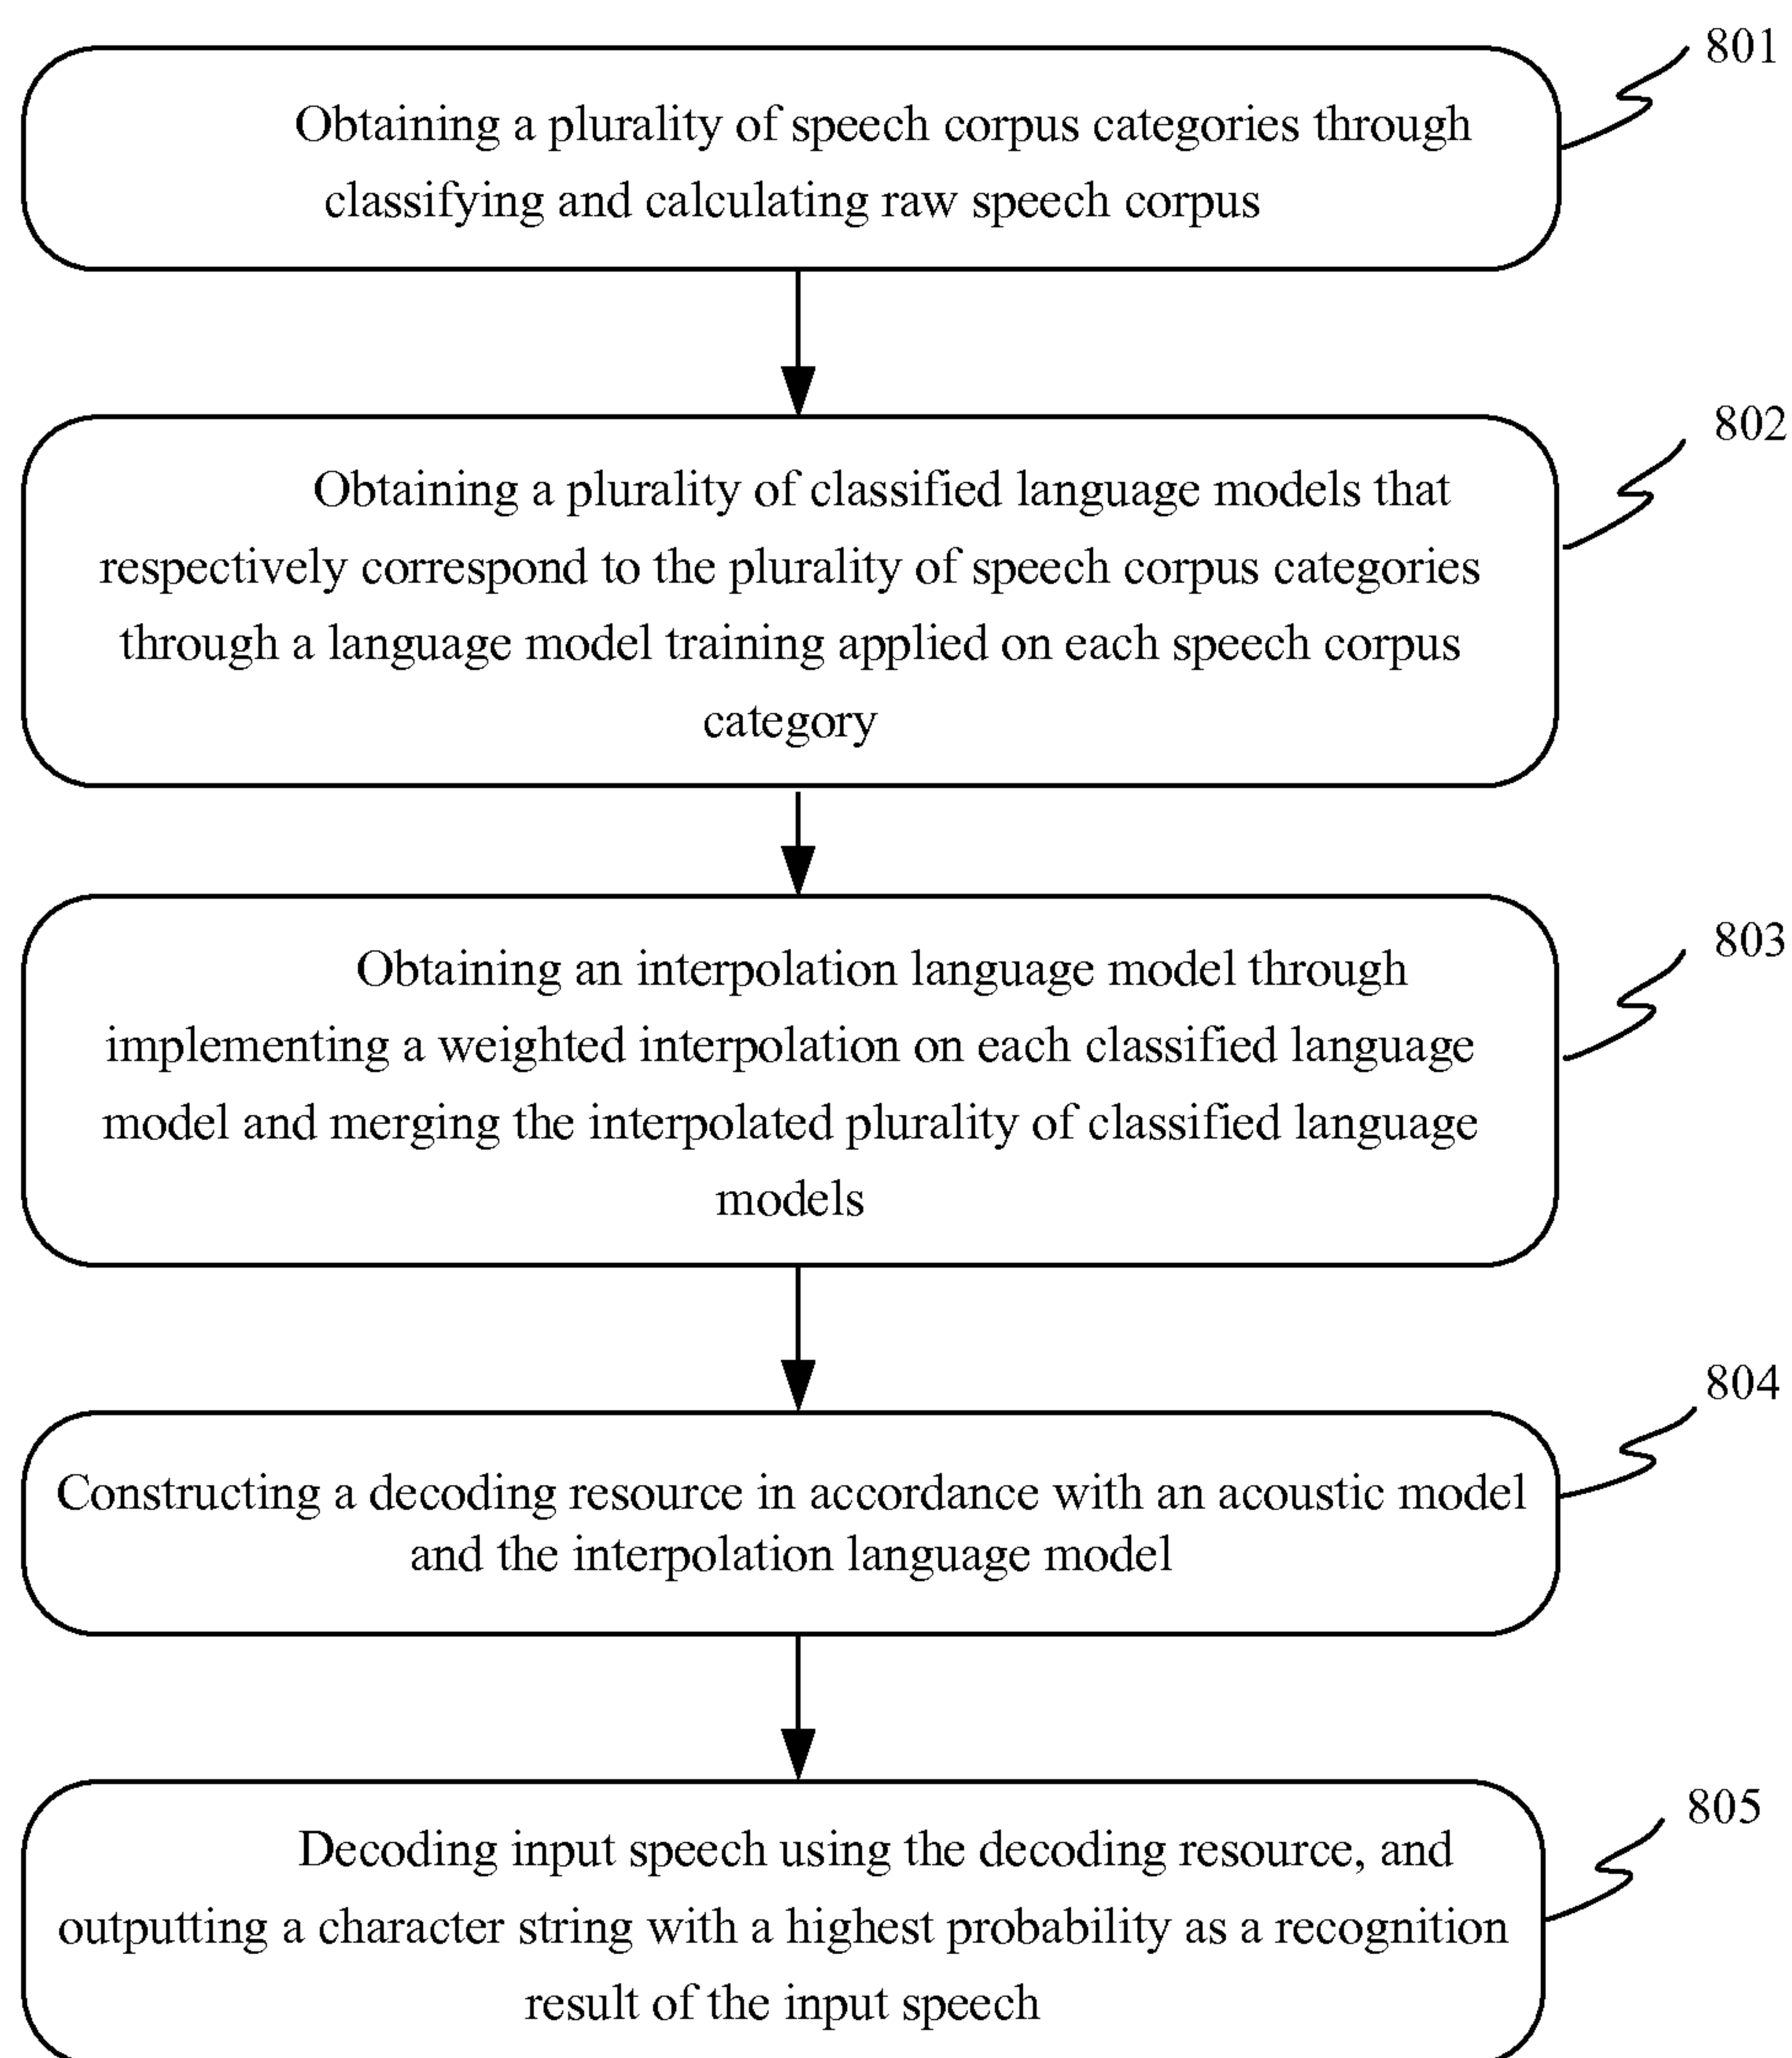 801
Obtaining a plurality of speech corpus categories through
classifying and calculating raw speech corpus
802
Obtaining a plurality of classified language models that
respectively correspond to the plurality of speech corpus categories
through a language model training applied on each speech corpus
category
803
Obtaining an interpolation language model through
implementing a weighted interpolation on each classified language
model and merging the interpolated plurality of classified language
models
804
Constructing a decoding resource in accordance with an acoustic model
and the interpolation language model
805
Decoding input speech using the decoding resource, and
outputting a character string with a highest probability as a recognition
result of the input speech